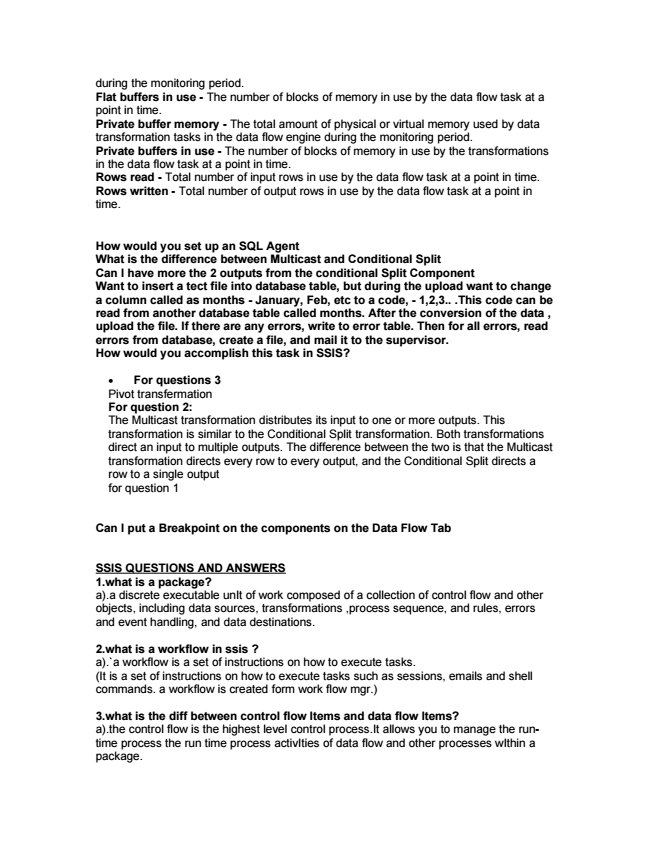 during the monitoring period.
Flat buffers in use - The number of blocks of memory in use by the data flow task at a
point in time.
Private buffer memory - The total amount of physical or virtual memory used by data
transformation tasks in the data flow engine during the monitoring period.
Private buffers in use - The number of blocks of memory in use by the transformations
in the data flow task at a point in time.
Rows read - Total number of input rows in use by the data flow task at a point in time.
Rows written - Total number of output rows in use by the data flow task at a point in
time.
How would you set up an SQL Agent
What is the difference between Multicast and Conditional Split
Can I have more the 2 outputs from the conditional Split Component
Want to insert a tect file into database table, but during the upload want to change
a column called as months - January, Feb, etc to a code, - 1,2,3.. .This code can be
read from another database table called months. After the conversion of the data ,
upload the file. If there are any errors, write to error table. Then for all errors, read
errors from database, create a file, and mail it to the supervisor.
How would you accomplish this task in SSIS?
• For questions 3
Pivot transfermation
For question 2:
The Multicast transformation distributes its input to one or more outputs. This
transformation is similar to the Conditional Split transformation. Both transformations
direct an input to multiple outputs. The difference between the two is that the Multicast
transformation directs every row to every output, and the Conditional Split directs a
row to a single output
for question 1
Can I put a Breakpoint on the components on the Data Flow Tab
SSIS QUESTIONS AND ANSWERS
1.what is a package?
a).a discrete executable unIt of work composed of a collection of control flow and other
objects, including data sources, transformations ,process sequence, and rules, errors
and event handling, and data destinations.
2.what is a workflow in ssis ?
a).`a workflow is a set of instructions on how to execute tasks.
(It is a set of instructions on how to execute tasks such as sessions, emails and shell
commands. a workflow is created form work flow mgr.)
3.what is the diff between control flow Items and data flow Items?
a).the control flow is the highest level control process.It allows you to manage the run-
time process the run time process activItIes of data flow and other processes wIthin a
package.